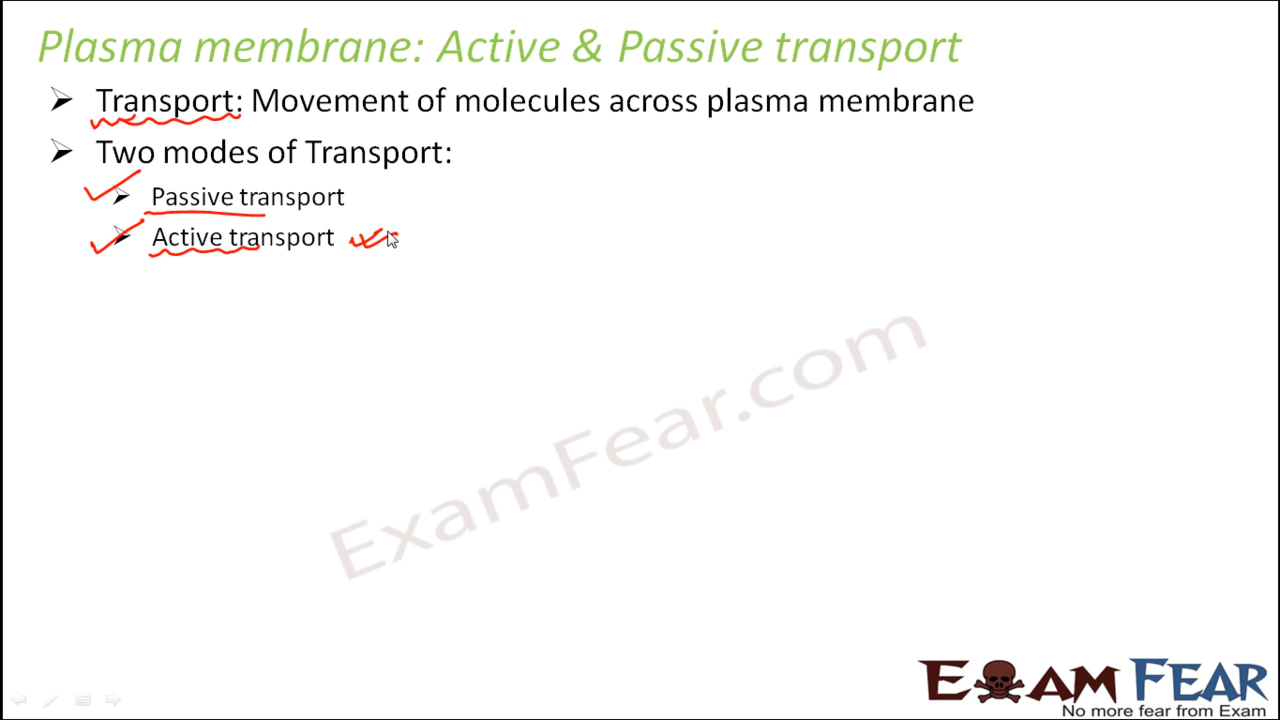 Plasma membrane: Active & Passive transport
Transport: Movement of molecules across plasma membrane
Two modes of Transport:
Passive transport
Active transport
ExamFear.com
EXAM FEAR
No more fear from Exam